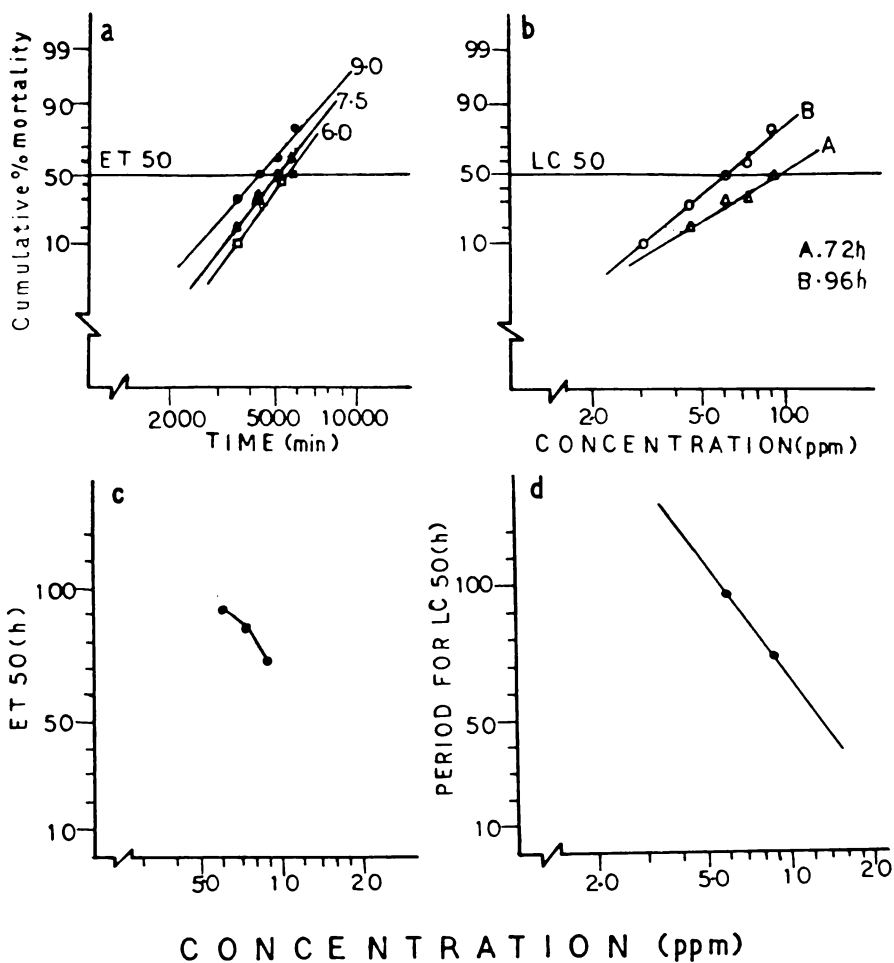 a
Cumulative % mortality
99
90
50
10
ET 50
9·0
7·5
6·0
2000
5000
10000
TIME (min)
b
99
90
50
10
LC 50
B
A
A.72h
B·96h
2·0
5·0
10·0
CONCENTRATION(ppm)
c
ET 50(h)
100
50
10
5·0
10
20
d
PERIOD FOR LC 50(h)
100
50
10
2·0
5·0
10
20
CONCENTRATION (ppm)